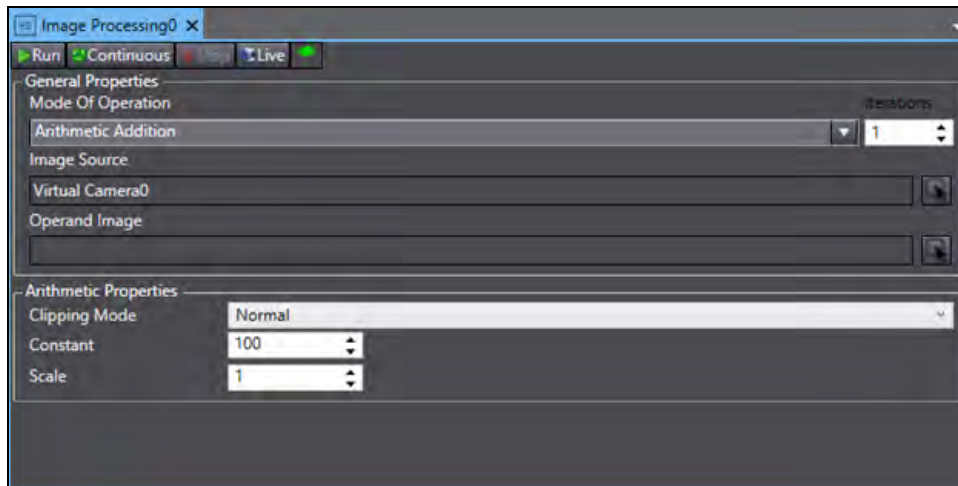 Image Processing0 X
Run Continuous Stop Live
General Properties
Mode Of Operation Iterations
Arithmetic Addition 1
Image Source
Virtual Camera0
Operand Image
Arithmetic Properties
Clipping Mode Normal
Constant 100
Scale 1